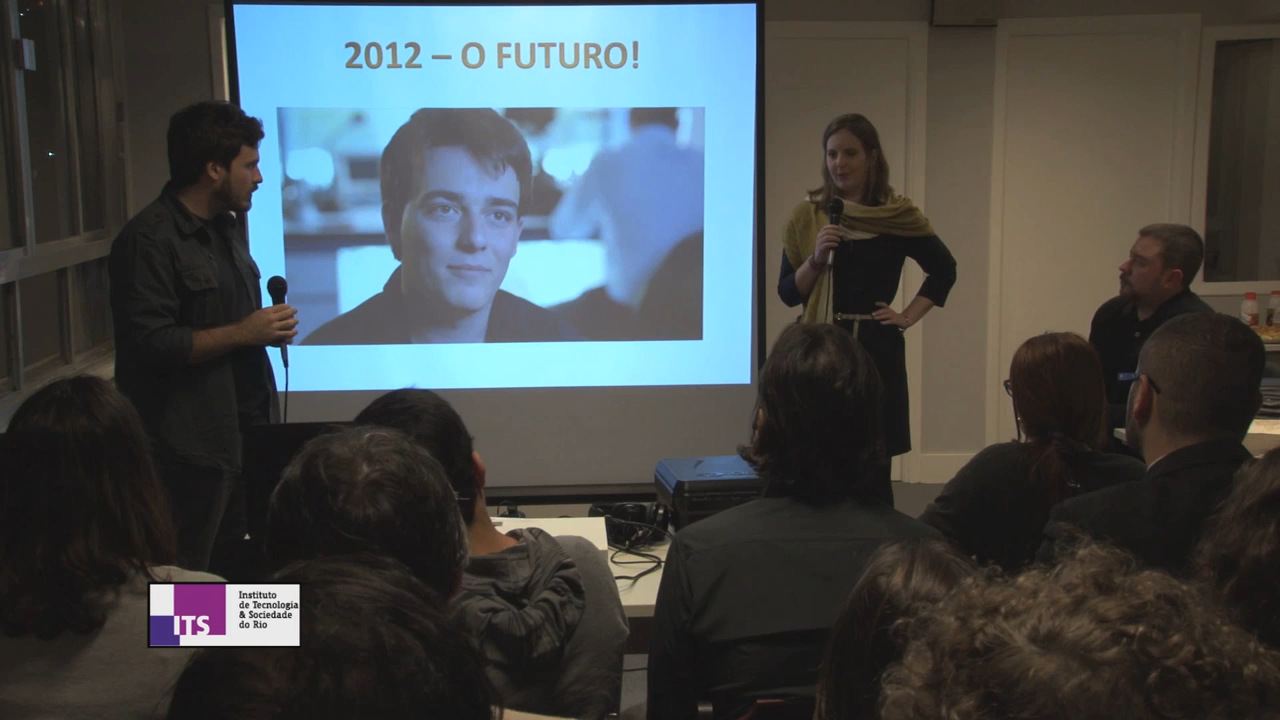 2012 – O FUTURO!
ITS
Instituto
de Tecnologia
& Sociedade
do Rio